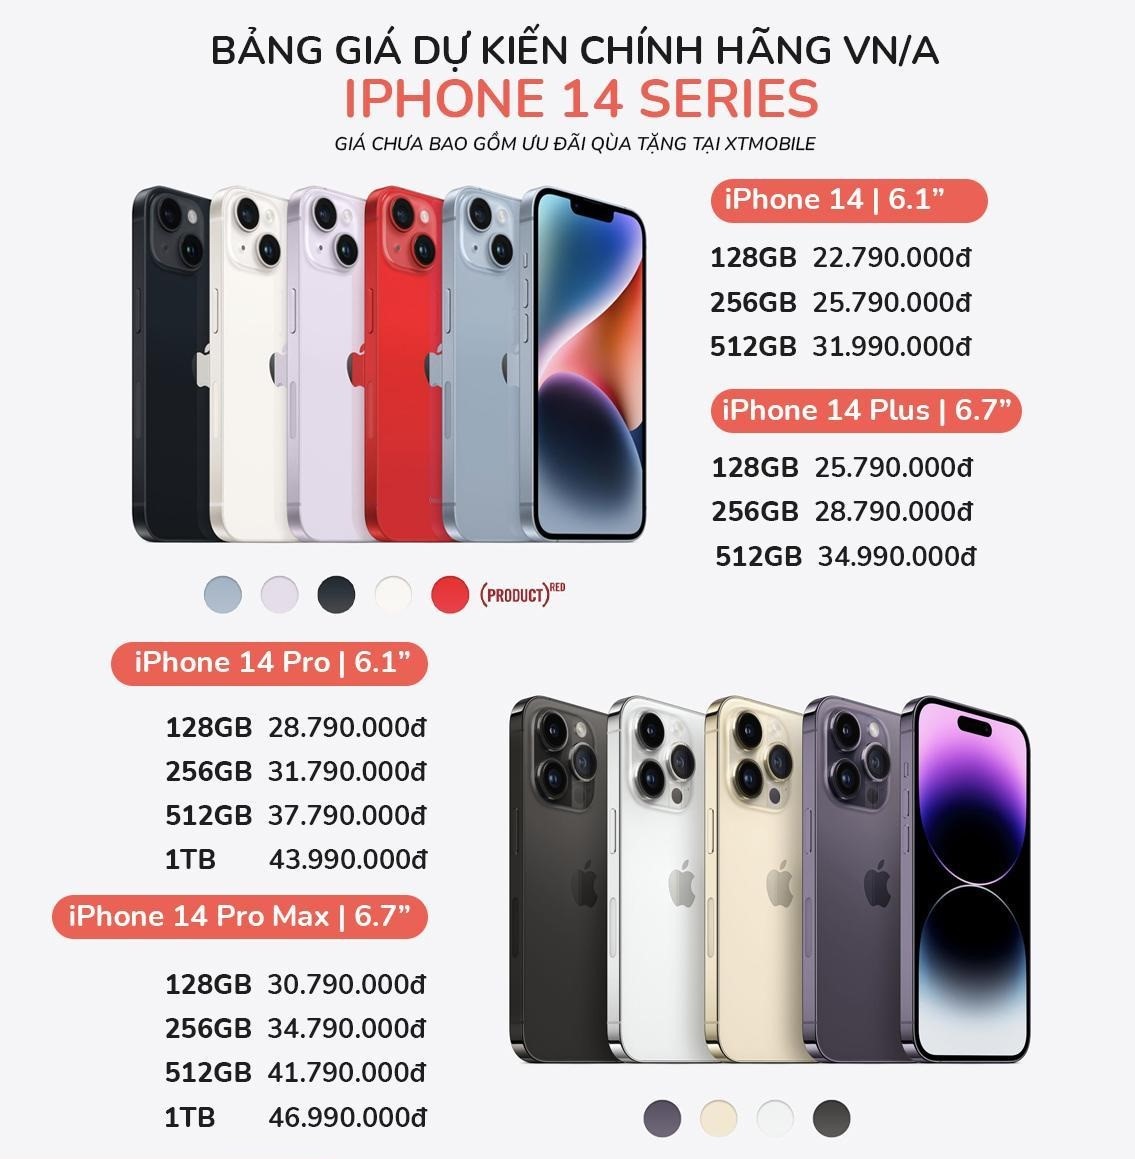 BẢNG GIÁ DỰ KIẾN CHÍNH HÃNG VN/A
IPHONE 14 SERIES
GIÁ CHƯA BAO GỒM ƯU ĐÃI QÙA TẶNG TẠI XTMOBILE
iPhone 14 | 6.1”
128GB 22.790.000đ
256GB 25.790.000đ
512GB 31.990.000đ
iPhone 14 Plus | 6.7”
128GB 25.790.000đ
256GB 28.790.000đ
512GB 34.990.000đ
(PRODUCT)RED
iPhone 14 Pro | 6.1”
128GB 28.790.000đ
256GB 31.790.000đ
512GB 37.790.000đ
1TB 43.990.000đ
iPhone 14 Pro Max | 6.7”
128GB 30.790.000đ
256GB 34.790.000đ
512GB 41.790.000đ
1TB 46.990.000đ